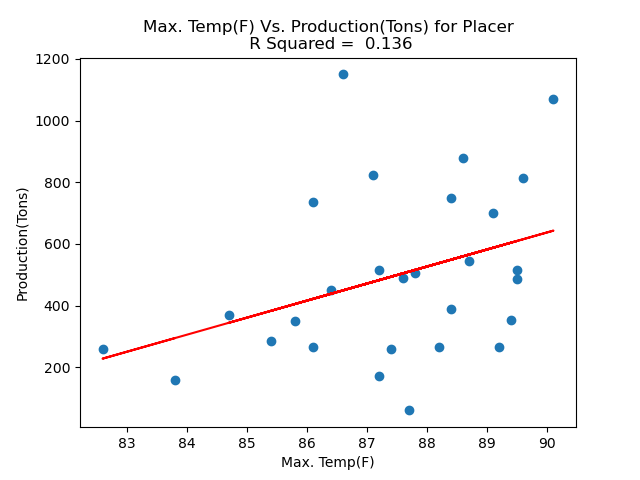 Max. Temp(F) Vs. Production(Tons) for Placer
R Squared =  0.136
1200
1000
800
600
400
200
Production(Tons)
83 84 85 86 87 88 89 90
Max. Temp(F)